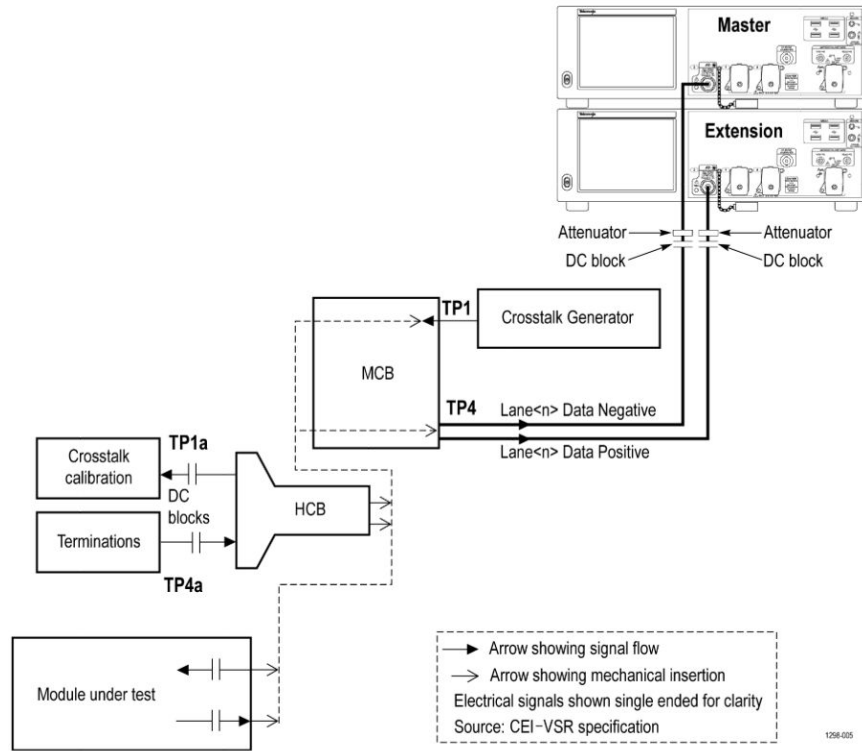 Tektronix
Master
Tektronix
Extension
Attenuator
Attenuator
DC block
DC block
TP1
Crosstalk Generator
MCB
TP4
Lane<n> Data Negative
Lane<n> Data Positive
TP1a
Crosstalk
calibration
DC
blocks
HCB
Terminations
TP4a
Module under test
Arrow showing signal flow
Arrow showing mechanical insertion
Electrical signals shown single ended for clarity
Source: CEI-VSR specification
1298-005